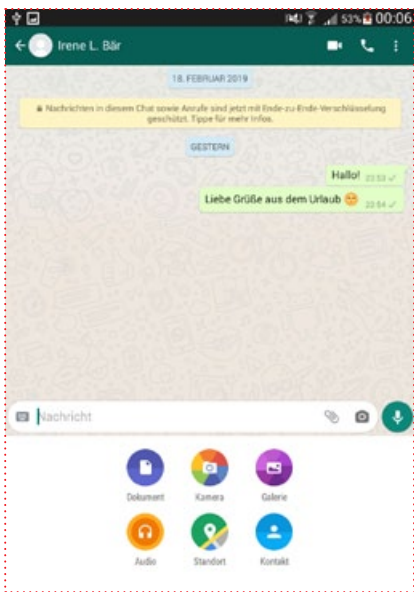 53% 00:06
Irene L. Bär
18. FEBRUAR 2019
Nachrichten in diesem Chat sowie Anrufe sind jetzt mit Ende-zu-Ende-Verschlüsselung
geschützt. Tippe für mehr Infos.
GESTERN
Hallo! 23:53
Liebe Grüße aus dem Urlaub 😊 23:54
Nachricht
Dokument Kamera Galerie
Audio Standort Kontakt